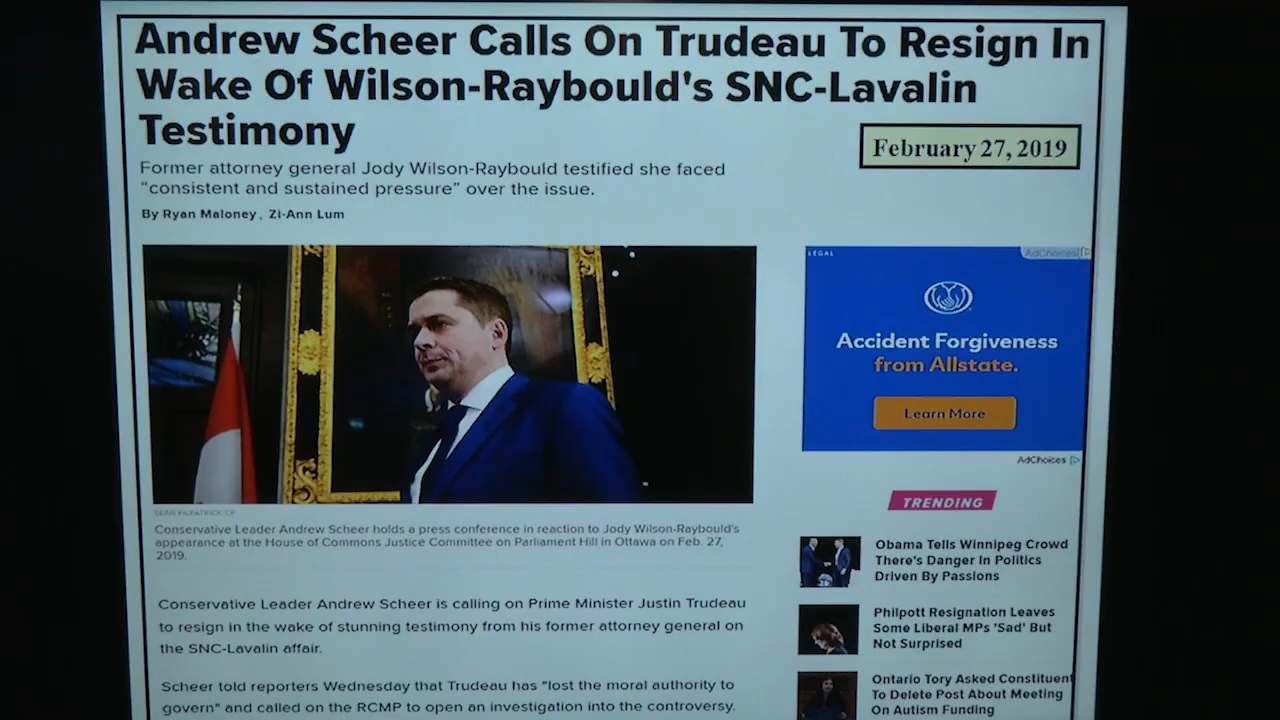 Andrew Scheer Calls On Trudeau To Resign In
Wake Of Wilson-Raybould's SNC-Lavalin
Testimony
February 27, 2019
Former attorney general Jody Wilson-Raybould testified she faced
"consistent and sustained pressure" over the issue.
By Ryan Maloney, Zi-Ann Lum
LEGAL
AdChoices
Accident Forgiveness
from Allstate.
Learn More
AdChoices
SEAN KILPATRICK/CP
Conservative Leader Andrew Scheer holds a press conference in reaction to Jody Wilson-Raybould's
appearance at the House of Commons Justice Committee on Parliament Hill in Ottawa on Feb. 27,
2019.
Conservative Leader Andrew Scheer is calling on Prime Minister Justin Trudeau
to resign in the wake of stunning testimony from his former attorney general on
the SNC-Lavalin affair.
Scheer told reporters Wednesday that Trudeau has "lost the moral authority to
govern" and called on the RCMP to open an investigation into the controversy.
TRENDING
Obama Tells Winnipeg Crowd
There's Danger In Politics
Driven By Passions
Philpott Resignation Leaves
Some Liberal MPs 'Sad' But
Not Surprised
Ontario Tory Asked Constituent
To Delete Post About Meeting
On Autism Funding